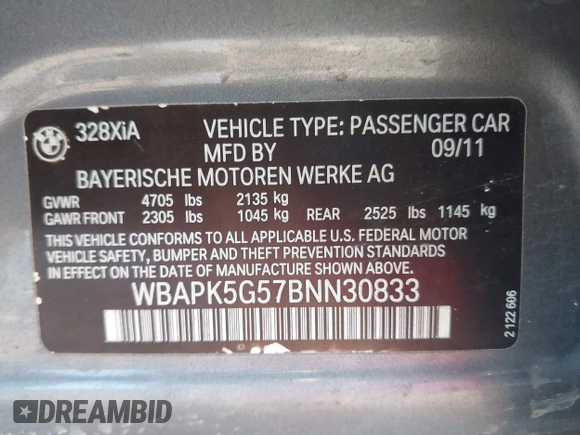 328XiA VEHICLE TYPE: PASSENGER CAR
MFD BY 09/11
BAYERISCHE MOTOREN WERKE AG
GVWR 4705 lbs 2135 kg
GAWR FRONT 2305 lbs 1045 kg REAR 2525 lbs 1145 kg
THIS VEHICLE CONFORMS TO ALL APPLICABLE U.S. FEDERAL MOTOR
VEHICLE SAFETY, BUMPER AND THEFT PREVENTION STANDARDS
IN EFFECT ON THE DATE OF MANUFACTURE SHOWN ABOVE.
WBAPK5G57BNN30833
2 122 606
DREAMBID